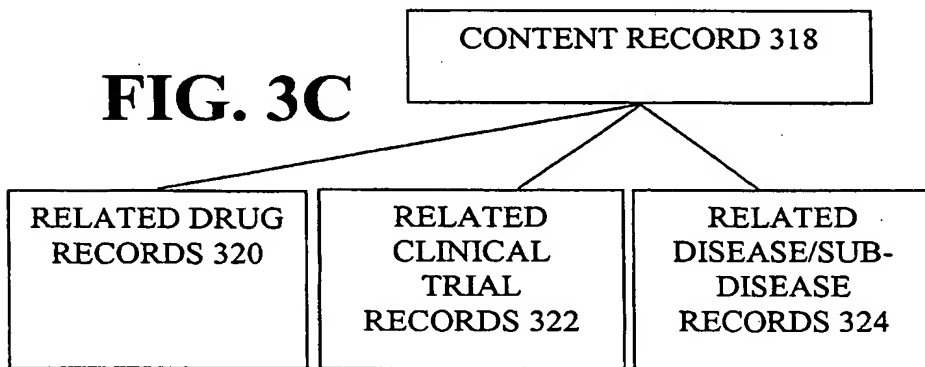 CONTENT RECORD 318
FIG. 3C
RELATED DRUG
RECORDS 320
RELATED
CLINICAL
TRIAL
RECORDS 322
RELATED
DISEASE/SUB-
DISEASE
RECORDS 324